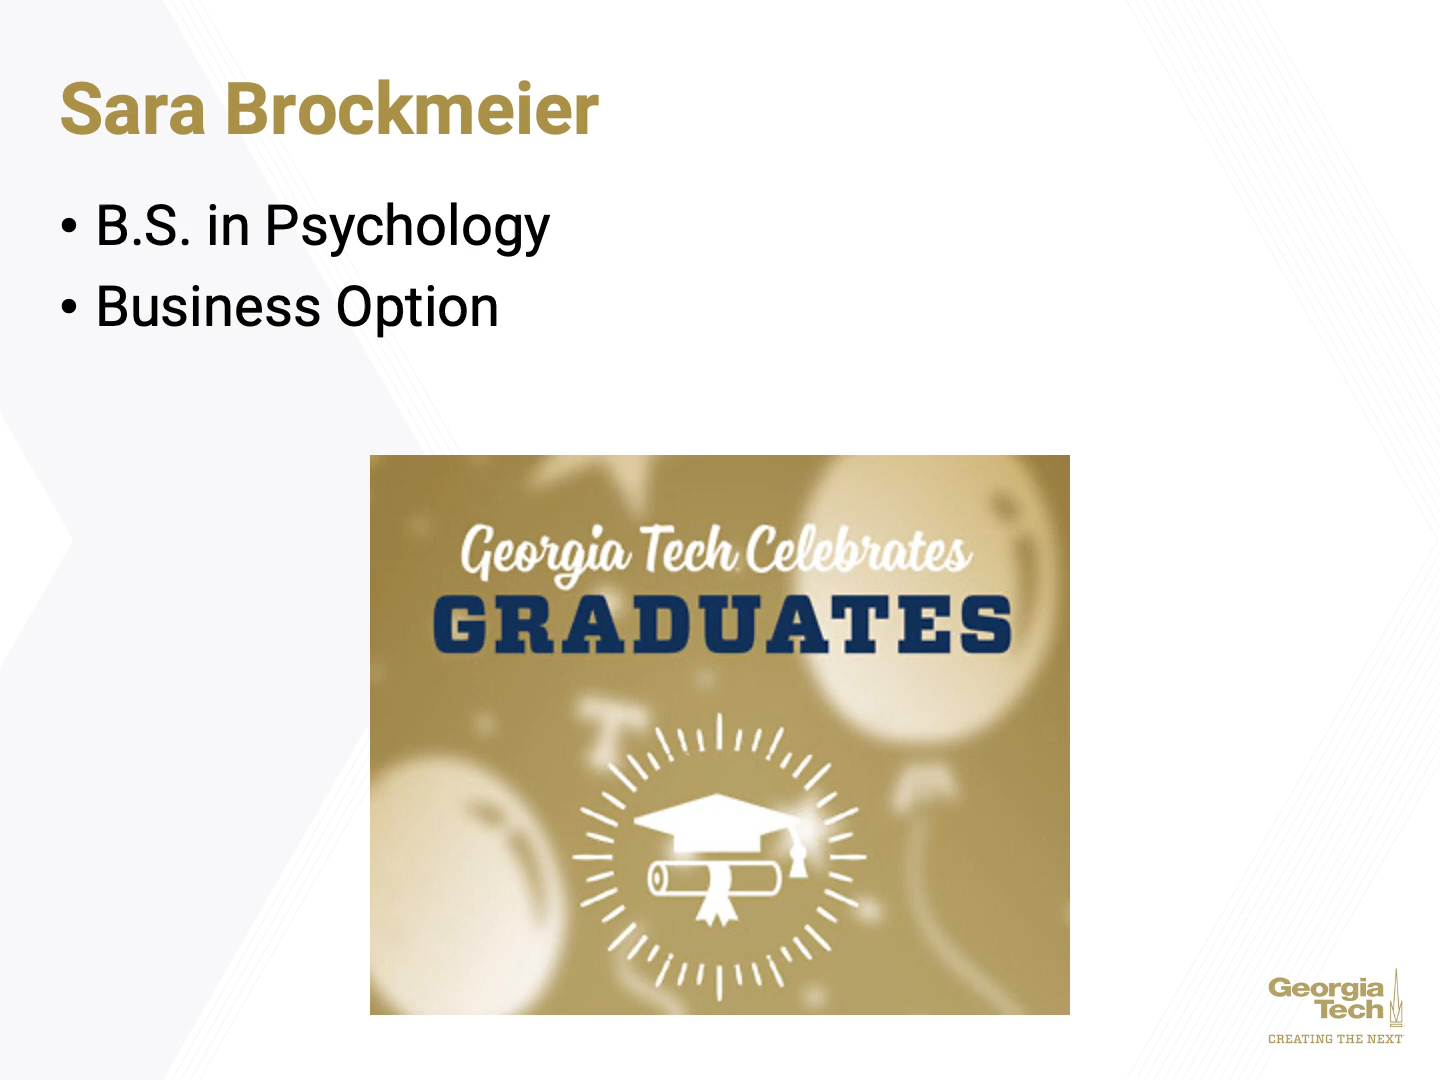 Sara Brockmeier
• B.S. in Psychology
• Business Option
Georgia Tech Celebrates
GRADUATES
Georgia
Tech
CREATING THE NEXT